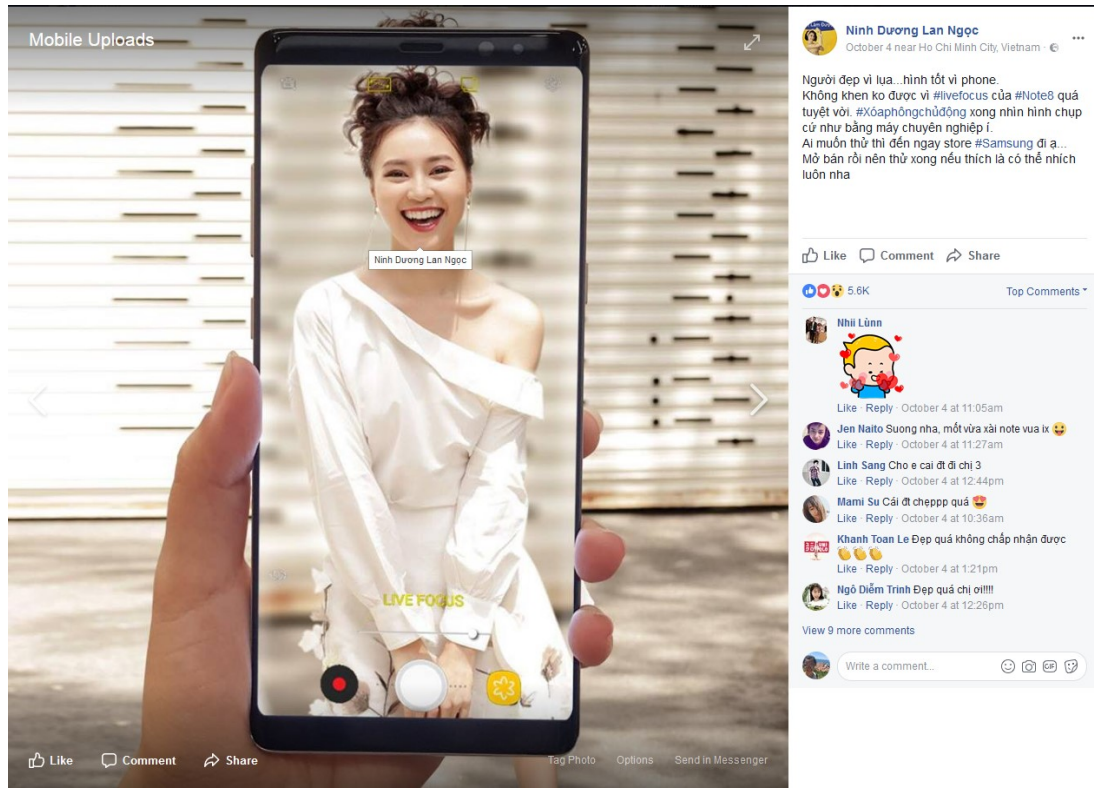 Mobile Uploads
Ninh Dương Lan Ngọc
LIVE FOCUS
Like Comment Share
Tag Photo Options Send in Messenger
Ninh Dương Lan Ngọc
October 4 near Ho Chi Minh City, Vietnam ·
Người đẹp vì lụa...hình tốt vì phone.
Không khen ko được vì #livefocus của #Note8 quá
tuyệt vời. #Xóaphôngchủđộng xong nhìn hình chụp
cứ như bằng máy chuyên nghiệp í.
Ai muốn thử thì đến ngay store #Samsung đi ạ...
Mở bán rồi nên thử xong nếu thích là có thể nhích
luôn nha
Like Comment Share
5.6K Top Comments
Nhii Lùnn
Like · Reply · October 4 at 11:05am
Jen Naito Suong nha, mốt vừa xài note vua ix
Like · Reply · October 4 at 11:27am
Linh Sang Cho e cai đt đi chị 3
Like · Reply · October 4 at 12:44pm
Mami Su Cái đt chẹppp quá
Like · Reply · October 4 at 10:36am
Khanh Toan Le Đẹp quá không chấp nhận được
Like · Reply · October 4 at 1:21pm
Ngô Diễm Trinh Đẹp quá chị ơi!!!!
Like · Reply · October 4 at 12:26pm
View 9 more comments
Write a comment...
GIF